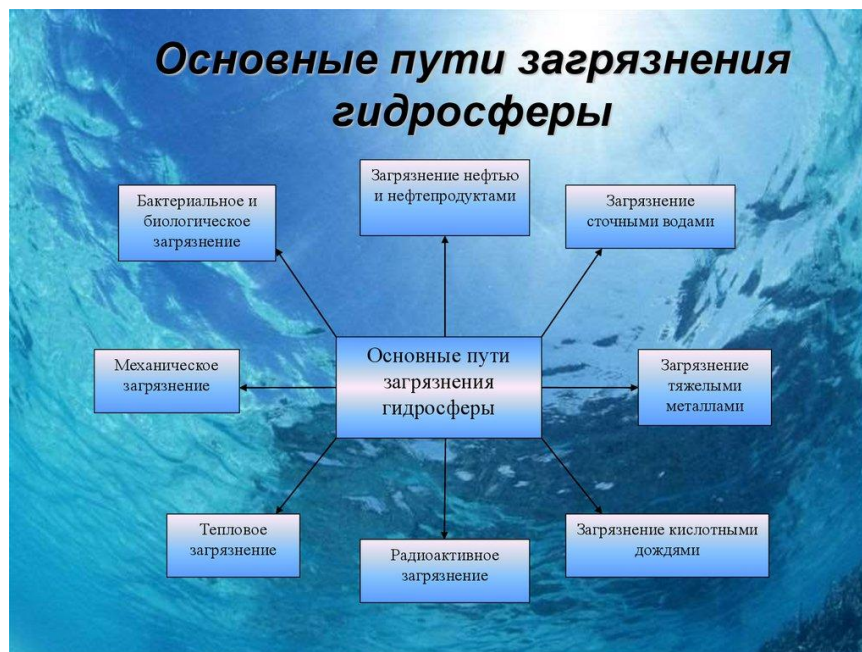 Основные пути загрязнения
гидросферы
Загрязнение нефтью
и нефтепродуктами
Бактериальное и
биологическое
загрязнение
Загрязнение
сточными водами
Основные пути
загрязнения
гидросферы
Механическое
загрязнение
Загрязнение
тяжелыми
металлами
Тепловое
загрязнение
Радиоактивное
загрязнение
Загрязнение кислотными
дождями